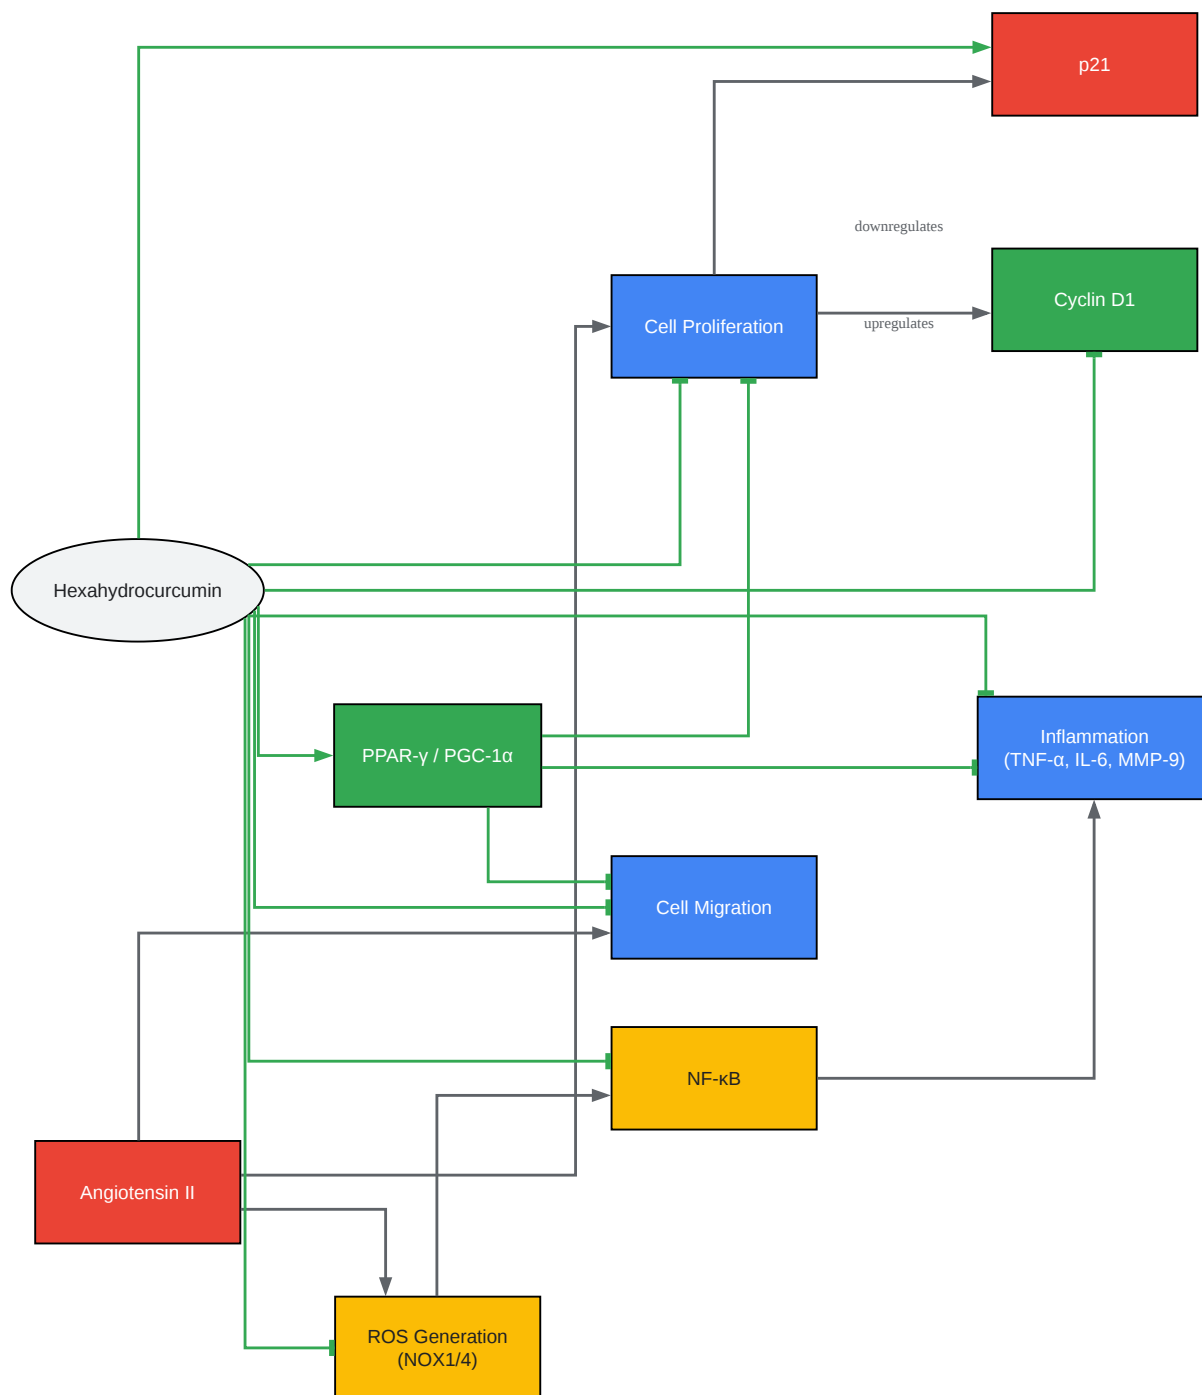 p21
downregulates
Cyclin D1
Cell Proliferation
upregulates
Hexahydrocurcumin
PPAR-γ / PGC-1α
Inflammation
(TNF-α, IL-6, MMP-9)
Cell Migration
NF-κB
Angiotensin II
ROS Generation
(NOX1/4)